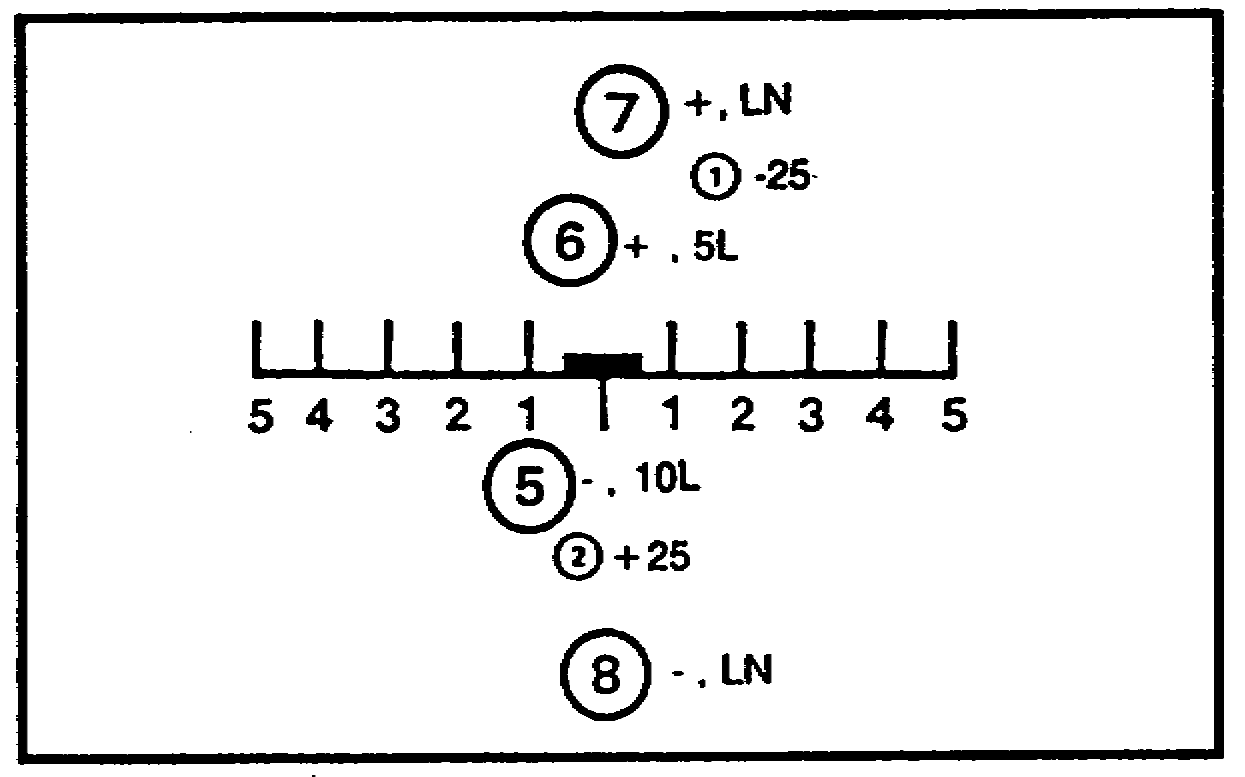 7 +, LN
1 -25
6 + , 5L
5 4 3 2 1 1 2 3 4 5
5 - , 10L
2 +25
8 - , LN